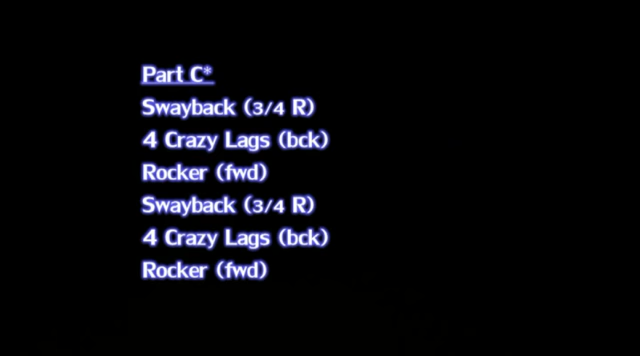 Part C*
Swayback (3/4 R)
4 Crazy Lags (bck)
Rocker (fwd)
Swayback (3/4 R)
4 Crazy Lags (bck)
Rocker (fwd)